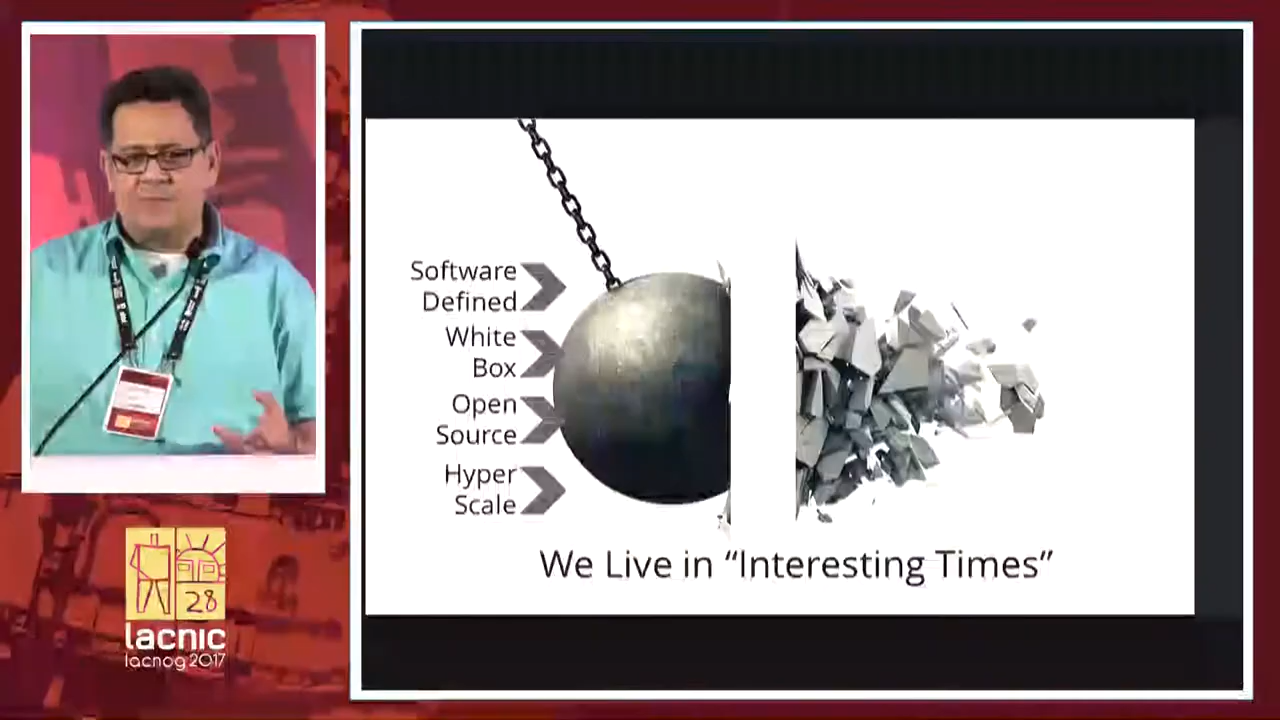 Software
Defined
White
Box
Open
Source
Hyper
Scale
We Live in “Interesting Times”
28
lacnic
lacnog 2017